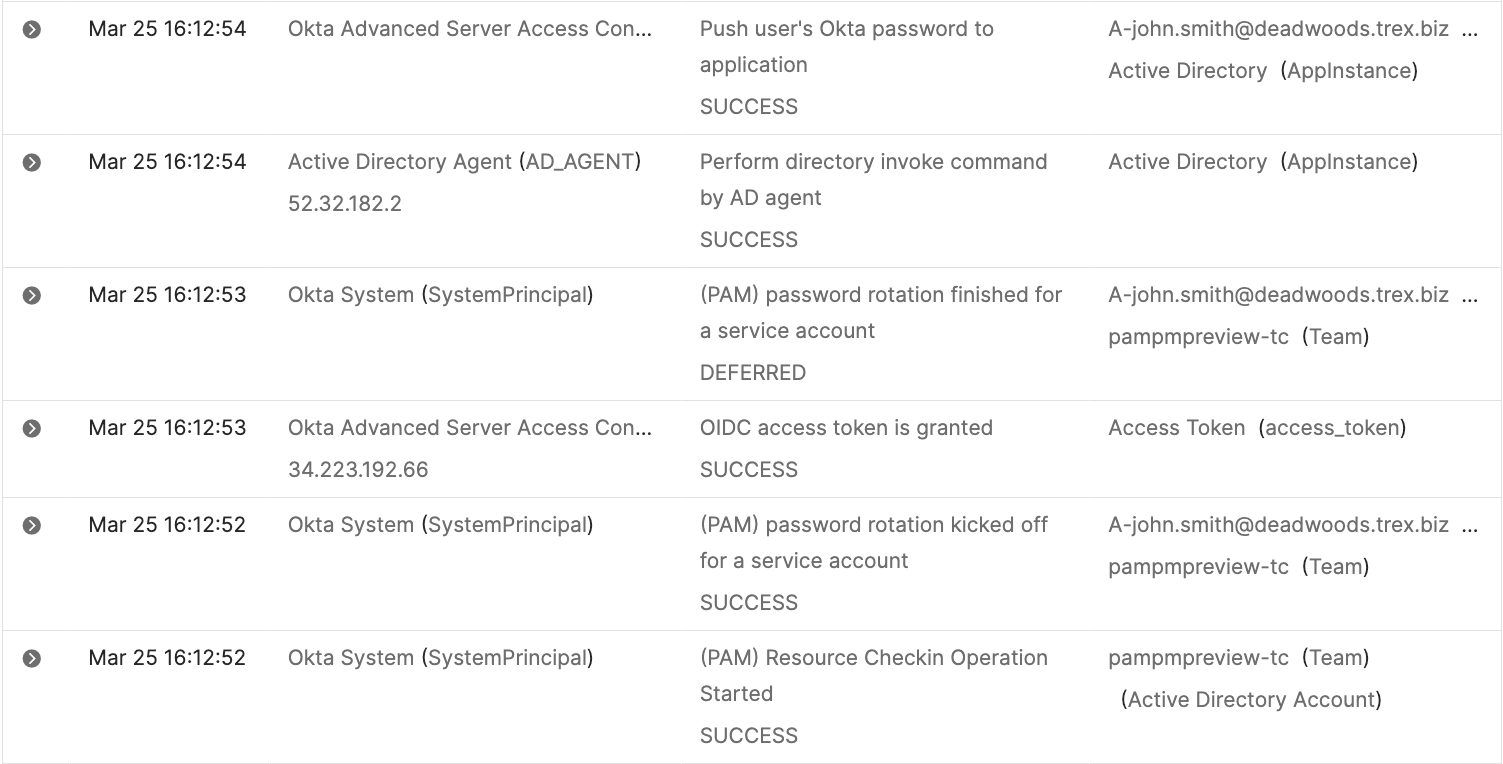 Mar 25 16:12:54 Okta Advanced Server Access Con... Push user's Okta password to A-john.smith@deadwoods.trex.biz ...
application Active Directory (AppInstance)
SUCCESS
Mar 25 16:12:54 Active Directory Agent (AD_AGENT) Perform directory invoke command Active Directory (AppInstance)
52.32.182.2 by AD agent
SUCCESS
Mar 25 16:12:53 Okta System (SystemPrincipal) (PAM) password rotation finished for A-john.smith@deadwoods.trex.biz ...
a service account pampmpreview-tc (Team)
DEFERRED
Mar 25 16:12:53 Okta Advanced Server Access Con... OIDC access token is granted Access Token (access_token)
34.223.192.66 SUCCESS
Mar 25 16:12:52 Okta System (SystemPrincipal) (PAM) password rotation kicked off A-john.smith@deadwoods.trex.biz ...
for a service account pampmpreview-tc (Team)
SUCCESS
Mar 25 16:12:52 Okta System (SystemPrincipal) (PAM) Resource Checkin Operation pampmpreview-tc (Team)
Started (Active Directory Account)
SUCCESS